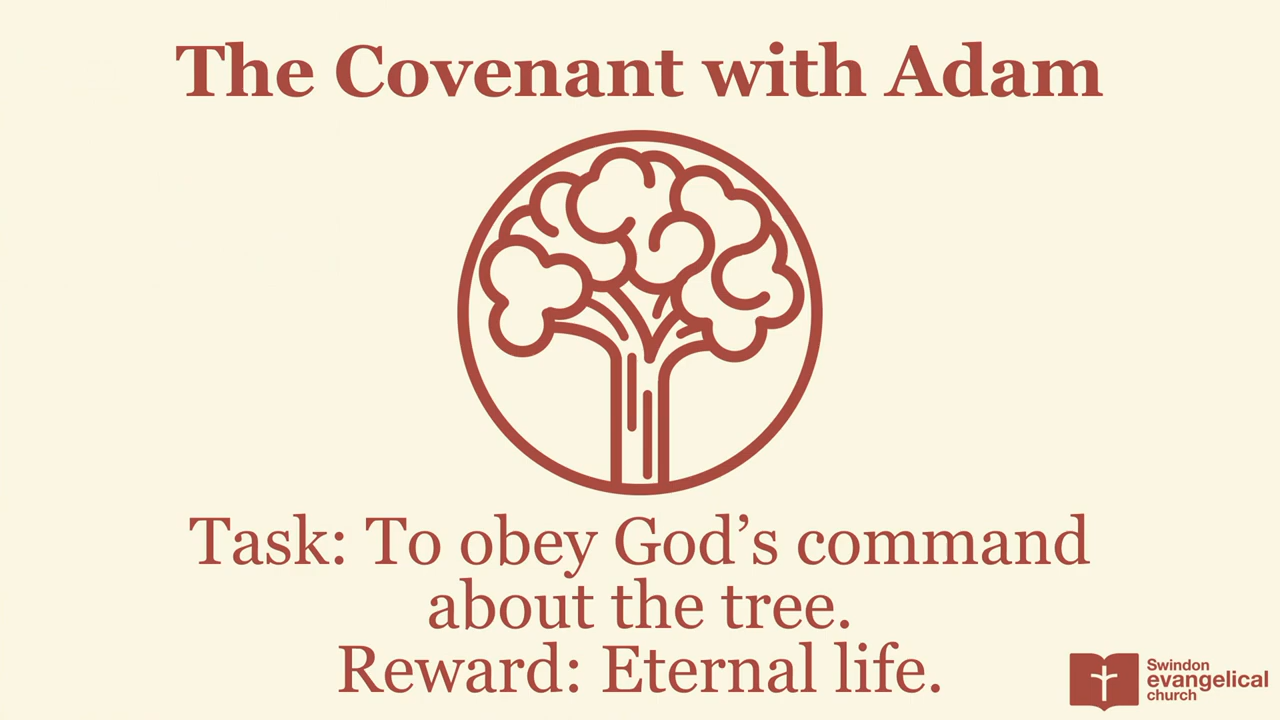 The Covenant with Adam
Task: To obey God’s command
about the tree.
Reward: Eternal life.
Swindon
evangelical
church